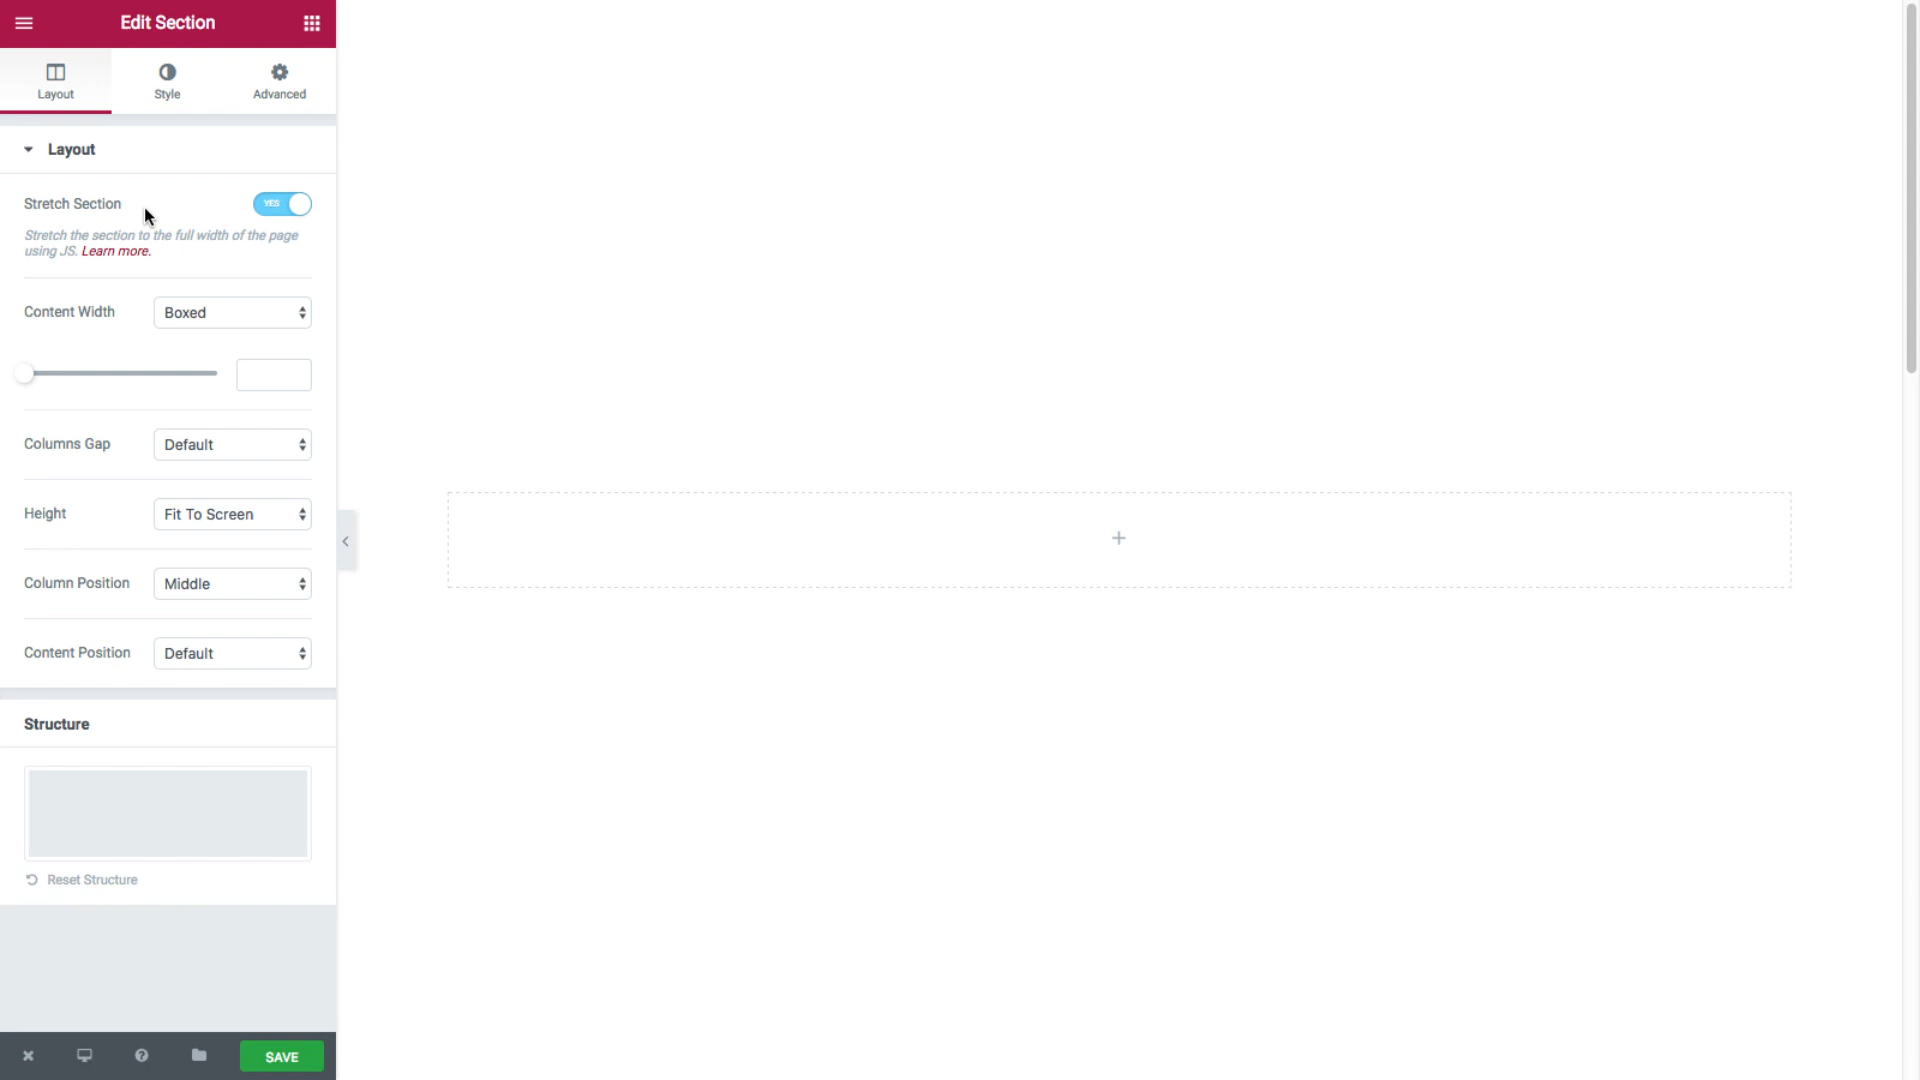 Edit Section
Layout
Style
Advanced
Layout
Stretch Section
YES
Stretch the section to the full width of the page
using JS. Learn more.
Content Width
Boxed
Columns Gap
Default
Height
Fit To Screen
Column Position
Middle
Content Position
Default
Structure
Reset Structure
SAVE